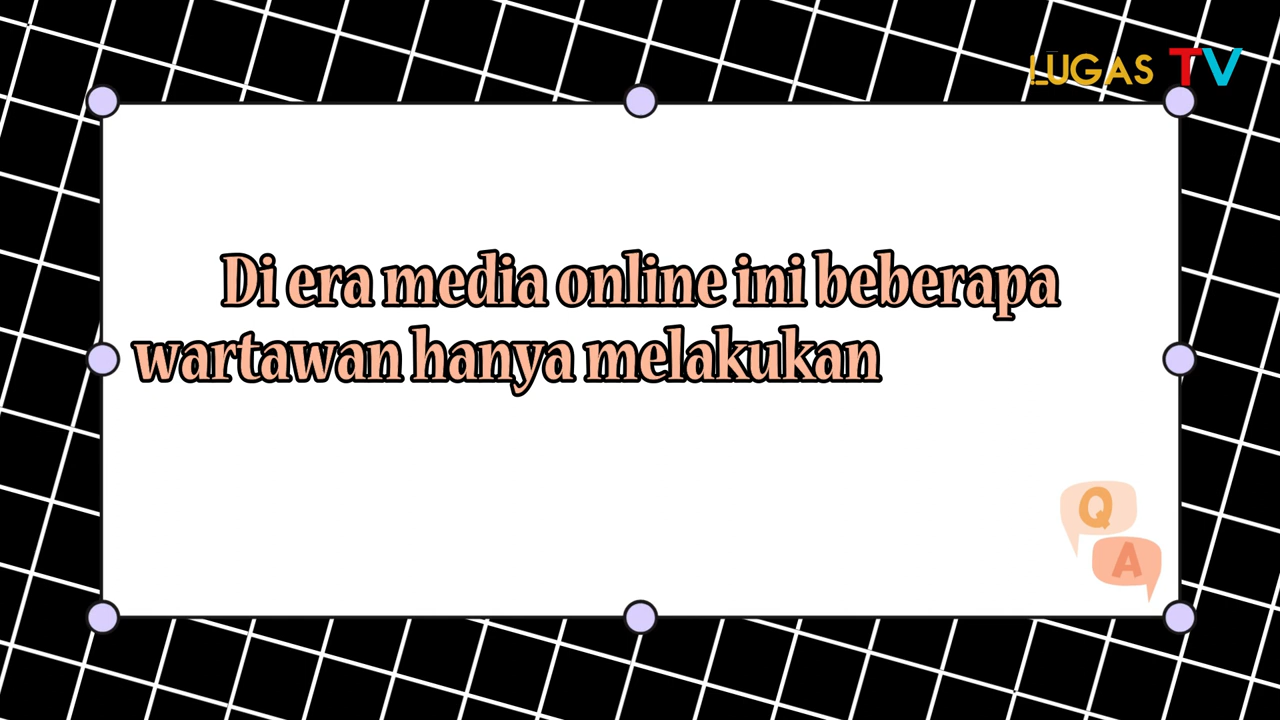 LUGAS TV
Di era media online ini beberapa
wartawan hanya melakukan
Q
A